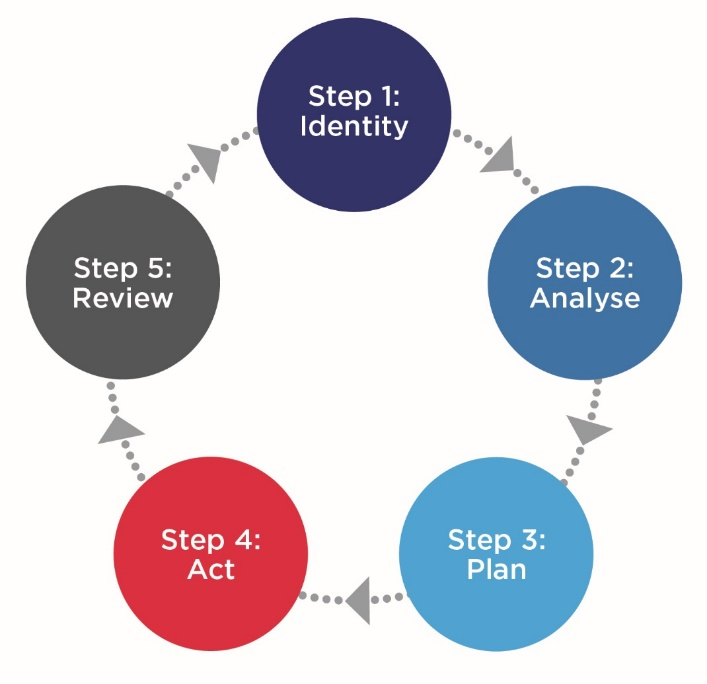 Step 1:
Identity
Step 2:
Analyse
Step 3:
Plan
Step 4:
Act
Step 5:
Review